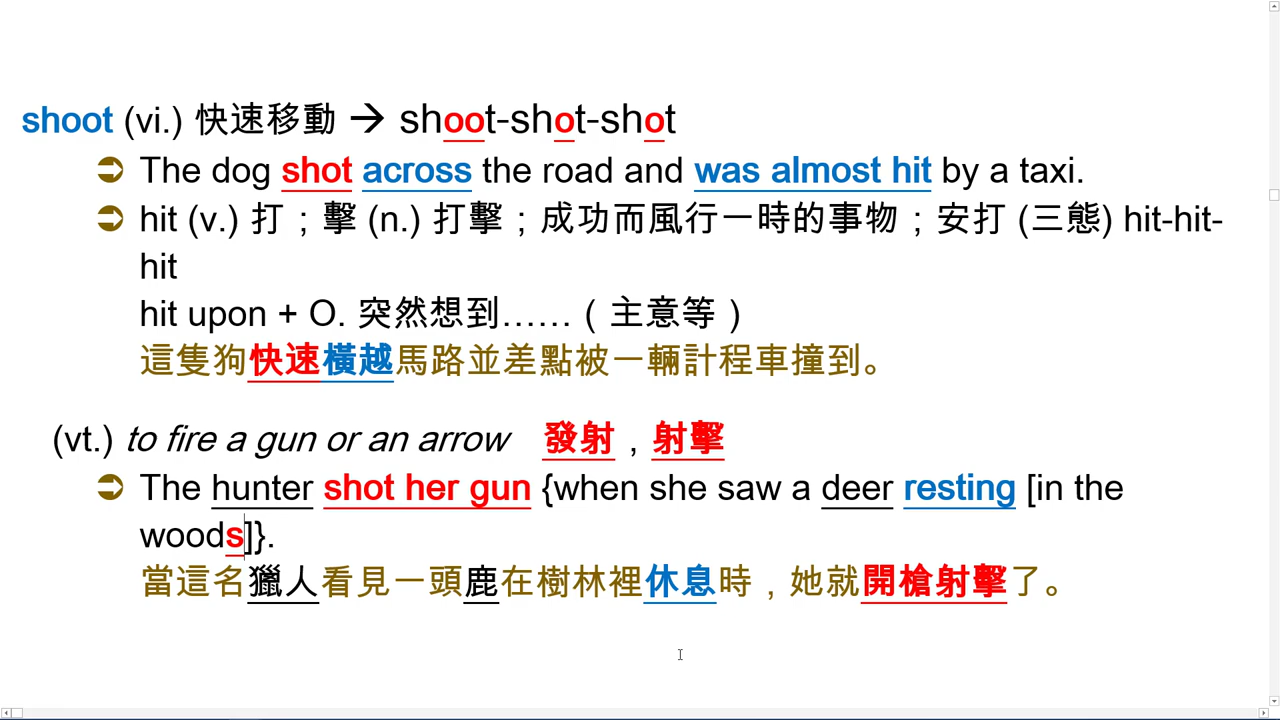 shoot (vi.) 快速移動 → shoot-shot-shot
➲ The dog shot across the road and was almost hit by a taxi.
➲ hit (v.) 打；擊 (n.) 打擊；成功而風行一時的事物；安打 (三態) hit-hit-
hit
hit upon + O. 突然想到……（主意等）
這隻狗快速橫越馬路並差點被一輛計程車撞到。
(vt.) to fire a gun or an arrow 發射，射擊
➲ The hunter shot her gun {when she saw a deer resting [in the
woods]}.
當這名獵人看見一頭鹿在樹林裡休息時，她就開槍射擊了。